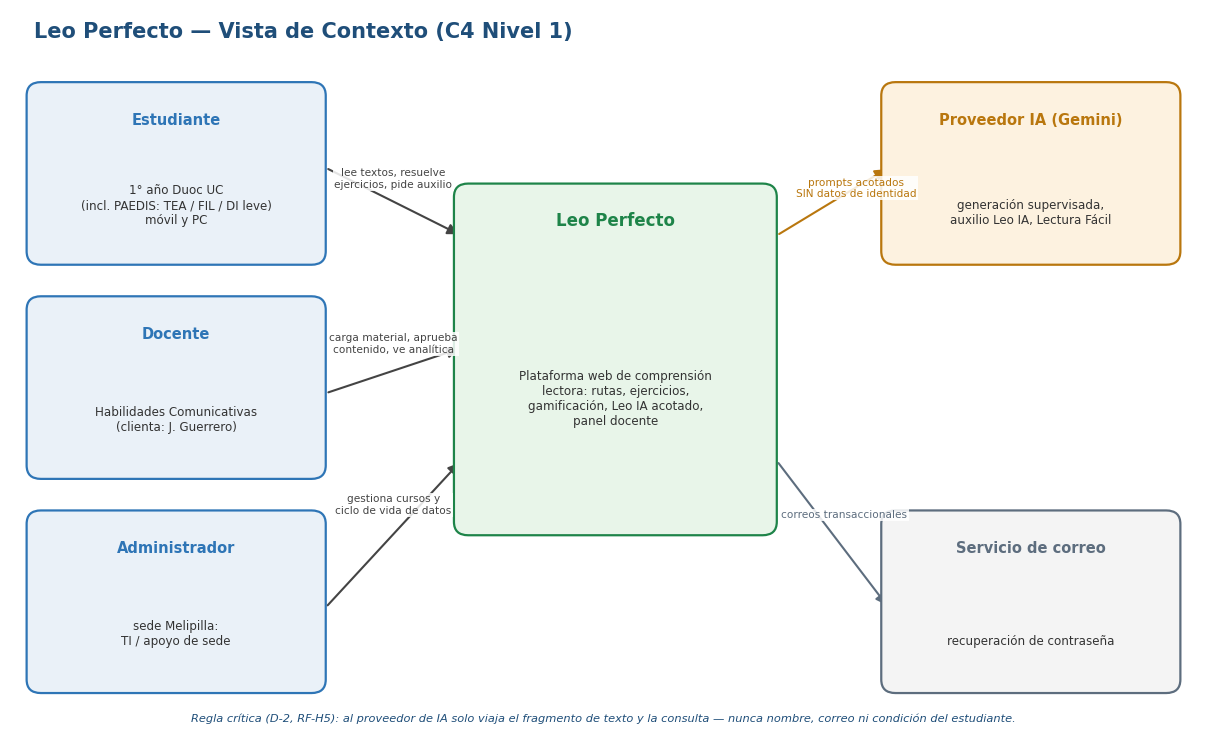 Leo Perfecto — Vista de Contexto (C4 Nivel 1)
Estudiante
1° año Duoc UC
(incl. PAEDIS: TEA / FIL / DI leve)
móvil y PC
lee textos, resuelve
ejercicios, pide auxilio
Docente
Habilidades Comunicativas
(clienta: J. Guerrero)
carga material, aprueba
contenido, ve analítica
Administrador
sede Melipilla:
TI / apoyo de sede
gestiona cursos y
ciclo de vida de datos
Leo Perfecto
Plataforma web de comprensión
lectora: rutas, ejercicios,
gamificación, Leo IA acotado,
panel docente
prompts acotados
SIN datos de identidad
Proveedor IA (Gemini)
generación supervisada,
auxilio Leo IA, Lectura Fácil
correos transaccionales
Servicio de correo
recuperación de contraseña
Regla crítica (D-2, RF-H5): al proveedor de IA solo viaja el fragmento de texto y la consulta — nunca nombre, correo ni condición del estudiante.